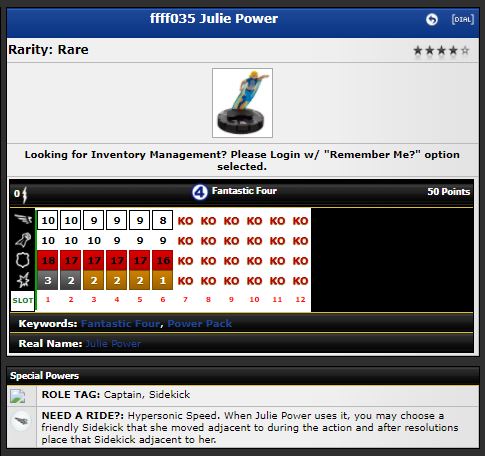 ffff035 Julie Power
[DIAL]
Rarity: Rare
Looking for Inventory Management? Please Login w/ "Remember Me?" option
selected.
0 4 Fantastic Four 50 Points
10 10 9 9 9 8 KO KO KO KO KO KO
10 10 10 9 9 9 KO KO KO KO KO KO
18 17 17 17 17 16 KO KO KO KO KO KO
3 2 2 2 2 1 KO KO KO KO KO KO
SLOT 1 2 3 4 5 6 7 8 9 10 11 12
Keywords: Fantastic Four, Power Pack
Real Name: Julie Power
Special Powers
ROLE TAG: Captain, Sidekick
NEED A RIDE?: Hypersonic Speed. When Julie Power uses it, you may choose a
friendly Sidekick that she moved adjacent to during the action and after resolutions
place that Sidekick adjacent to her.